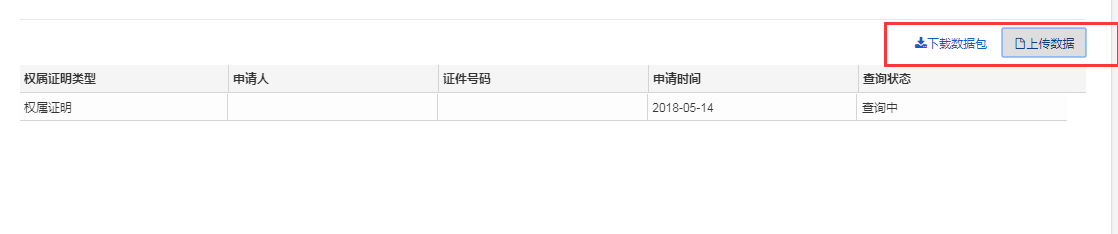 下载数据包 上传数据
权属证明类型 申请人 证件号码 申请时间 查询状态
权属证明 2018-05-14 查询中